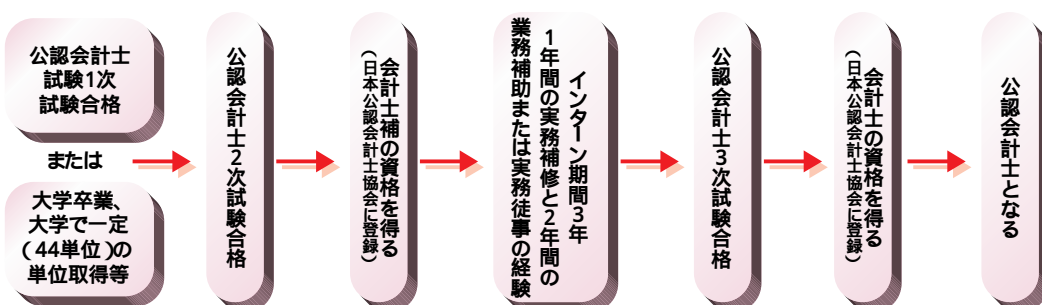 公認会計士
試験1次
試験合格
または
大学卒業、
大学で一定
(44単位)の
単位取得等
公認会計士2次試験合格
会計士補の資格を得る
(日本公認会計士協会に登録)
インターン期間3年
1年間の実務補修と2年間の
業務補助または実務徒事の経験
公認会計士3次試験合格
会計士の資格を得る
(日本公認会計士協会に登録)
公認会計士となる